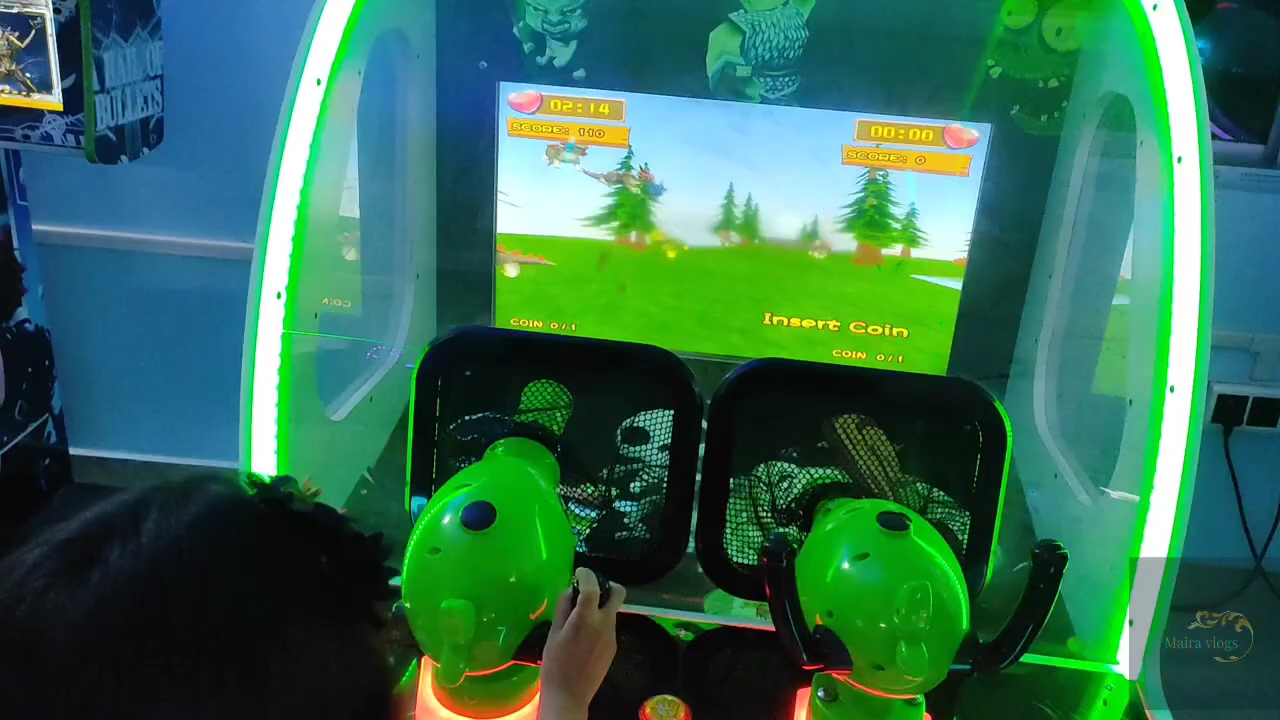 HAIL OF
BULLETS
02:14
SCORE: 110
00:00
SCORE: 0
Insert Coin
COIN 0/1
COIN 0/1
Maira vlogs